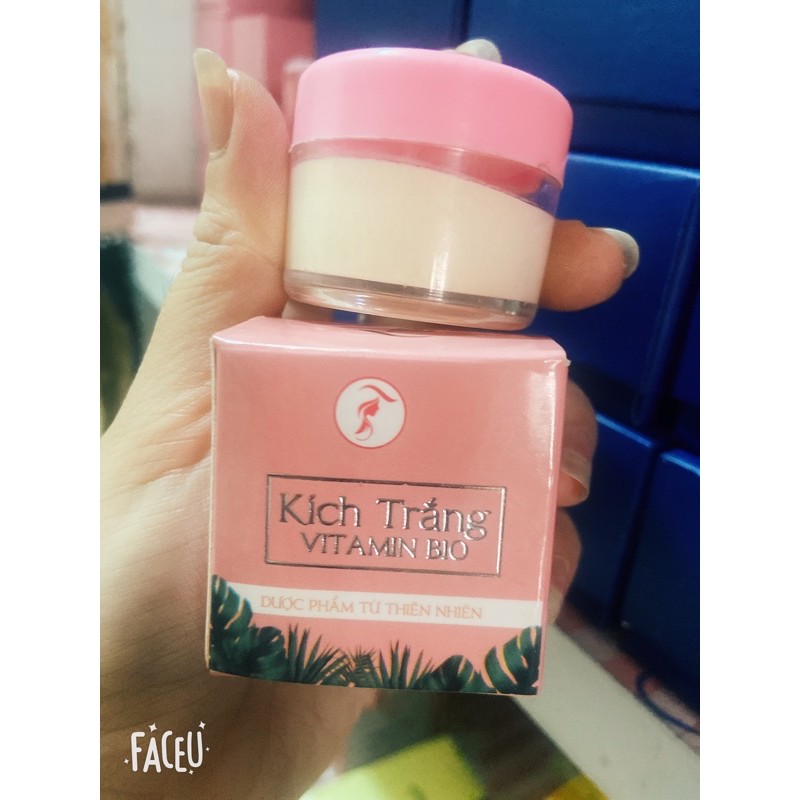 Kích Trắng
VITAMIN BIO
DƯỢC PHẨM TỪ THIÊN NHIÊN
FACEU